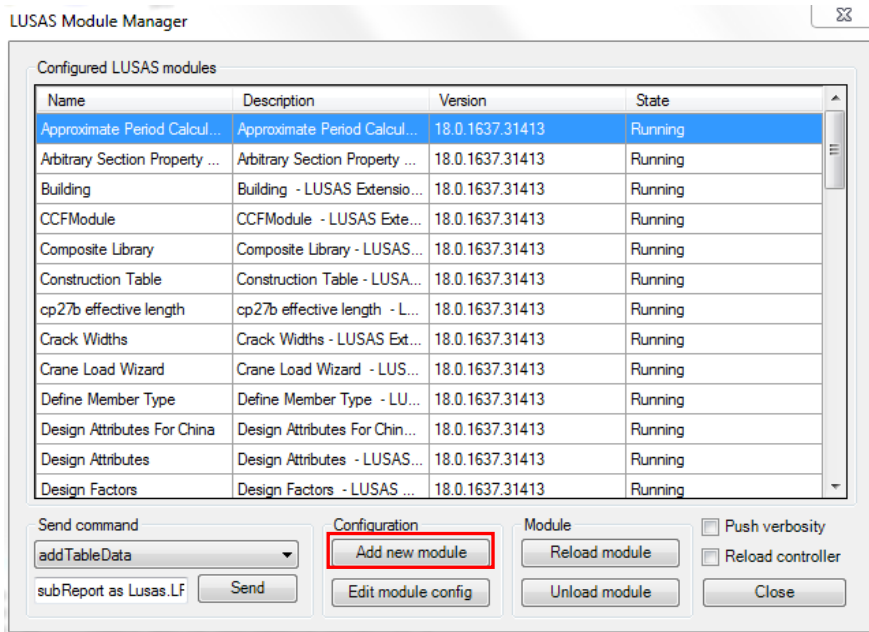 LUSAS Module Manager
Configured LUSAS modules
Name Description Version State
Approximate Period Calcul... Approximate Period Calcul... 18.0.1637.31413 Running
Arbitrary Section Property ... Arbitrary Section Property ... 18.0.1637.31413 Running
Building Building - LUSAS Extensio... 18.0.1637.31413 Running
CCFModule CCFModule - LUSAS Exte... 18.0.1637.31413 Running
Composite Library Composite Library - LUSAS... 18.0.1637.31413 Running
Construction Table Construction Table - LUSA... 18.0.1637.31413 Running
cp27b effective length cp27b effective length - L... 18.0.1637.31413 Running
Crack Widths Crack Widths - LUSAS Ext... 18.0.1637.31413 Running
Crane Load Wizard Crane Load Wizard - LUS... 18.0.1637.31413 Running
Define Member Type Define Member Type - LU... 18.0.1637.31413 Running
Design Attributes For China Design Attributes For Chin... 18.0.1637.31413 Running
Design Attributes Design Attributes - LUSAS... 18.0.1637.31413 Running
Design Factors Design Factors - LUSAS ... 18.0.1637.31413 Running
Send command Configuration Module Push verbosity
addTableData Add new module Reload module Reload controller
subReport as Lusas.LF Send Edit module config Unload module Close